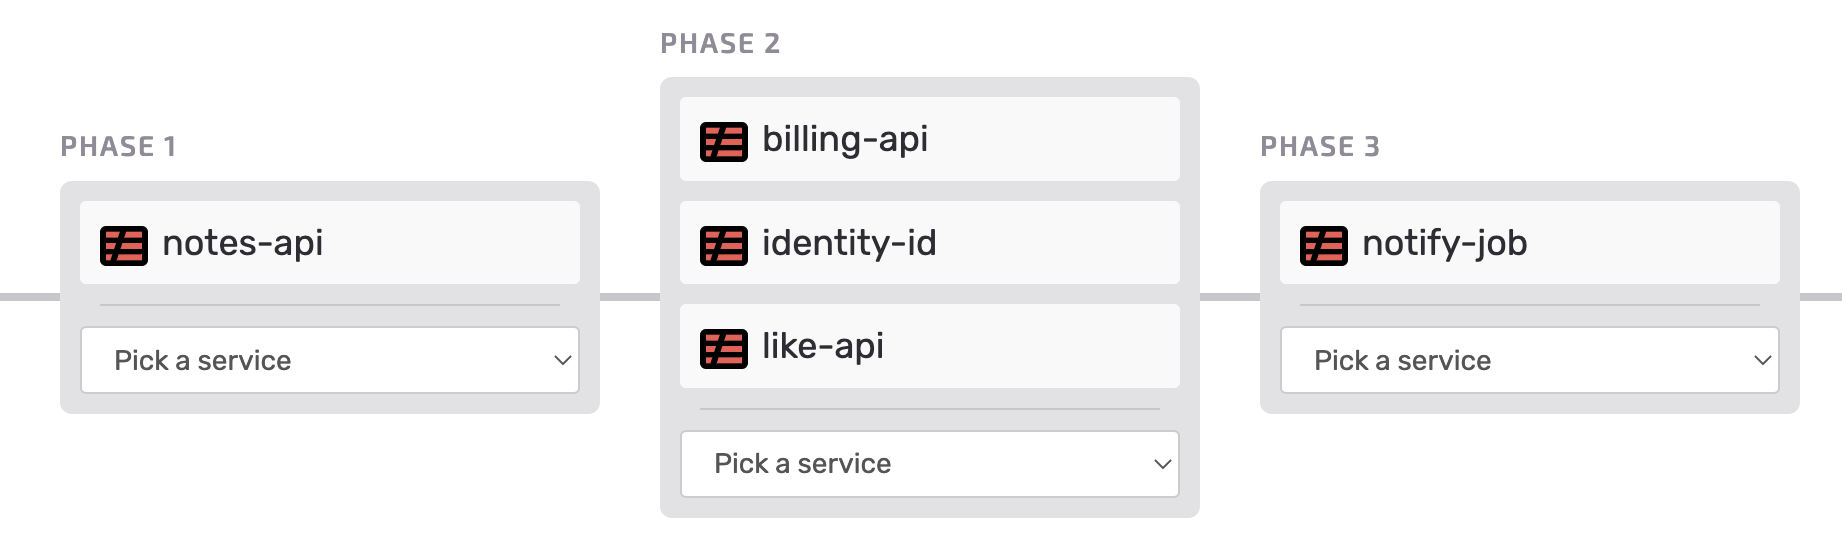 PHASE 1
notes-api
Pick a service
PHASE 2
billing-api
identity-id
like-api
Pick a service
PHASE 3
notify-job
Pick a service